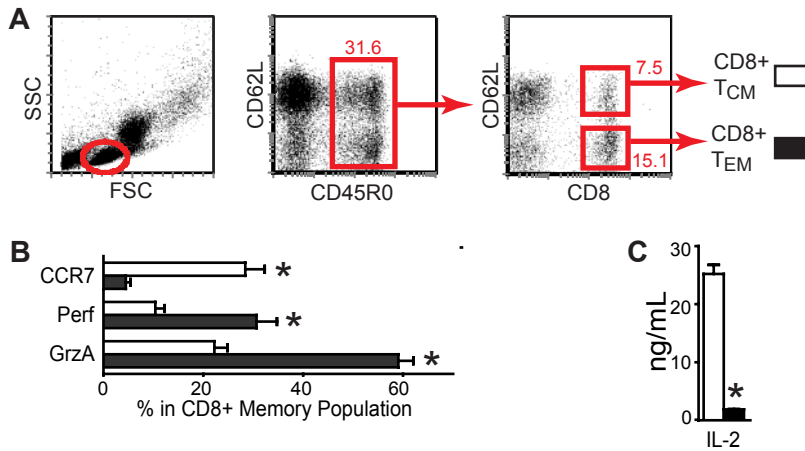 A
SSC
FSC
CD62L
31.6
CD45R0
CD62L
7.5
15.1
CD8
CD8+
TCM
CD8+
TEM
B
CCR7
*
Perf
*
GrzA
*
0 20 40 60
% in CD8+ Memory Population
C
ng/mL
30
20
10
0
*
IL-2